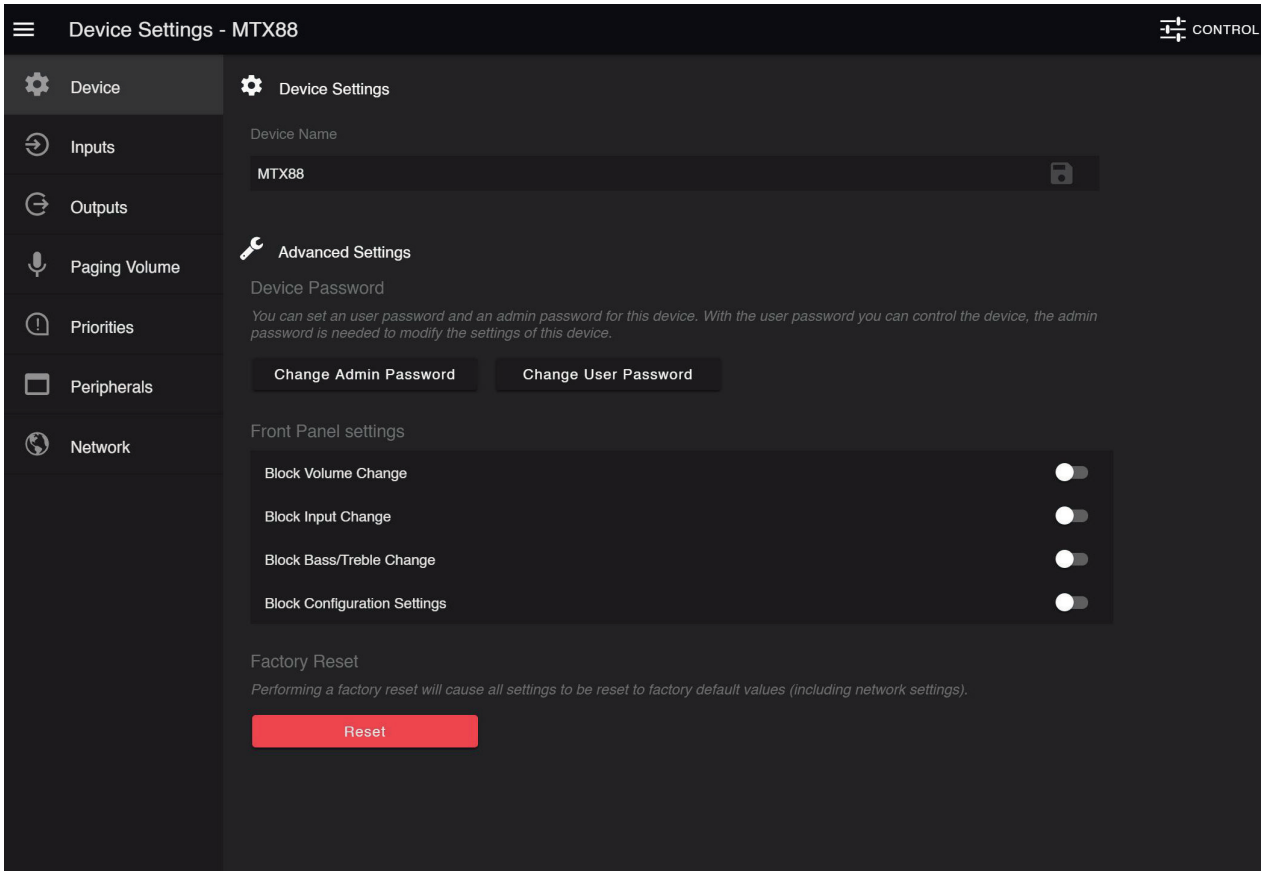 Device Settings - MTX88
CONTROL
Device
Inputs
Outputs
Paging Volume
Priorities
Peripherals
Network
Device Settings
Device Name
MTX88
Advanced Settings
Device Password
You can set an user password and an admin password for this device. With the user password you can control the device, the admin
password is needed to modify the settings of this device.
Change Admin Password
Change User Password
Front Panel settings
Block Volume Change
Block Input Change
Block Bass/Treble Change
Block Configuration Settings
Factory Reset
Performing a factory reset will cause all settings to be reset to factory default values (including network settings).
Reset